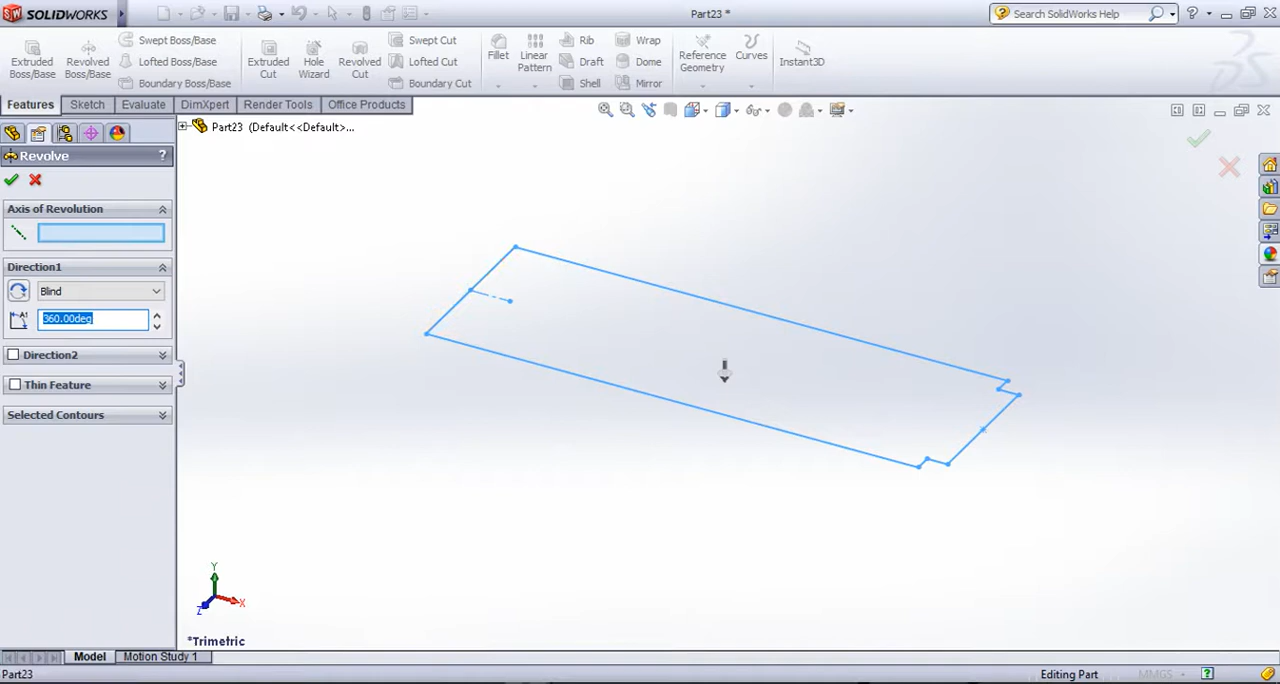 SOLIDWORKS
Part23 *
Search SolidWorks Help
Extruded Boss/Base
Revolved Boss/Base
Swept Boss/Base
Lofted Boss/Base
Boundary Boss/Base
Extruded Cut
Hole Wizard
Revolved Cut
Swept Cut
Lofted Cut
Boundary Cut
Fillet
Linear Pattern
Rib
Draft
Shell
Wrap
Dome
Mirror
Reference Geometry
Curves
Instant3D
Features
Sketch
Evaluate
DimXpert
Render Tools
Office Products
Part23 (Default<<Default>...
Revolve
?
Axis of Revolution
Direction1
Blind
360.00deg
Direction2
Thin Feature
Selected Contours
Y
X
Z
*Trimetric
Model
Motion Study 1
Part23
Editing Part
MMGS